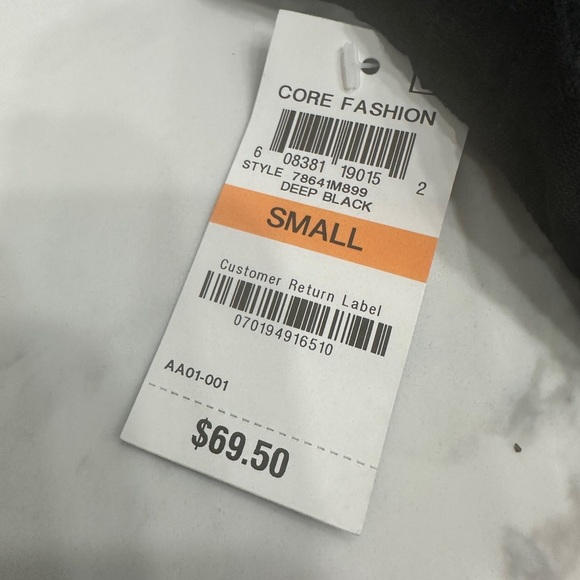 CORE FASHION
6 08381 19015 2
STYLE 78641M899
DEEP BLACK
SMALL
Customer Return Label
070194916510
AA01-001
$69.50